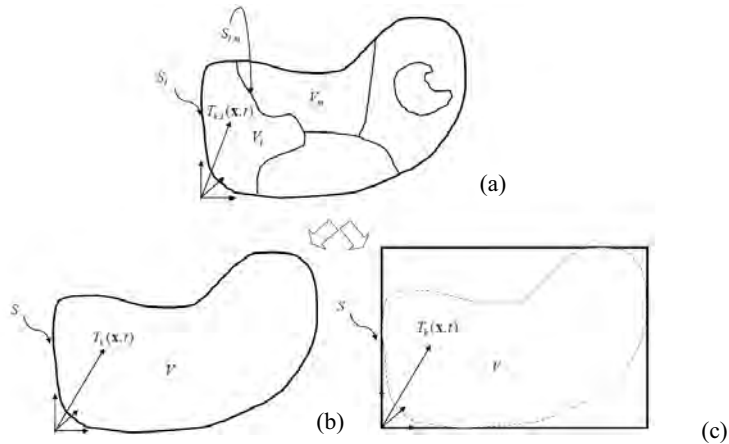 S_{l,m}
S_l
V_m
T_{k,l}(x,t)
V_l
(a)
S
T_k(x,t)
V
(b)
S
T_k(x,t)
V
(c)